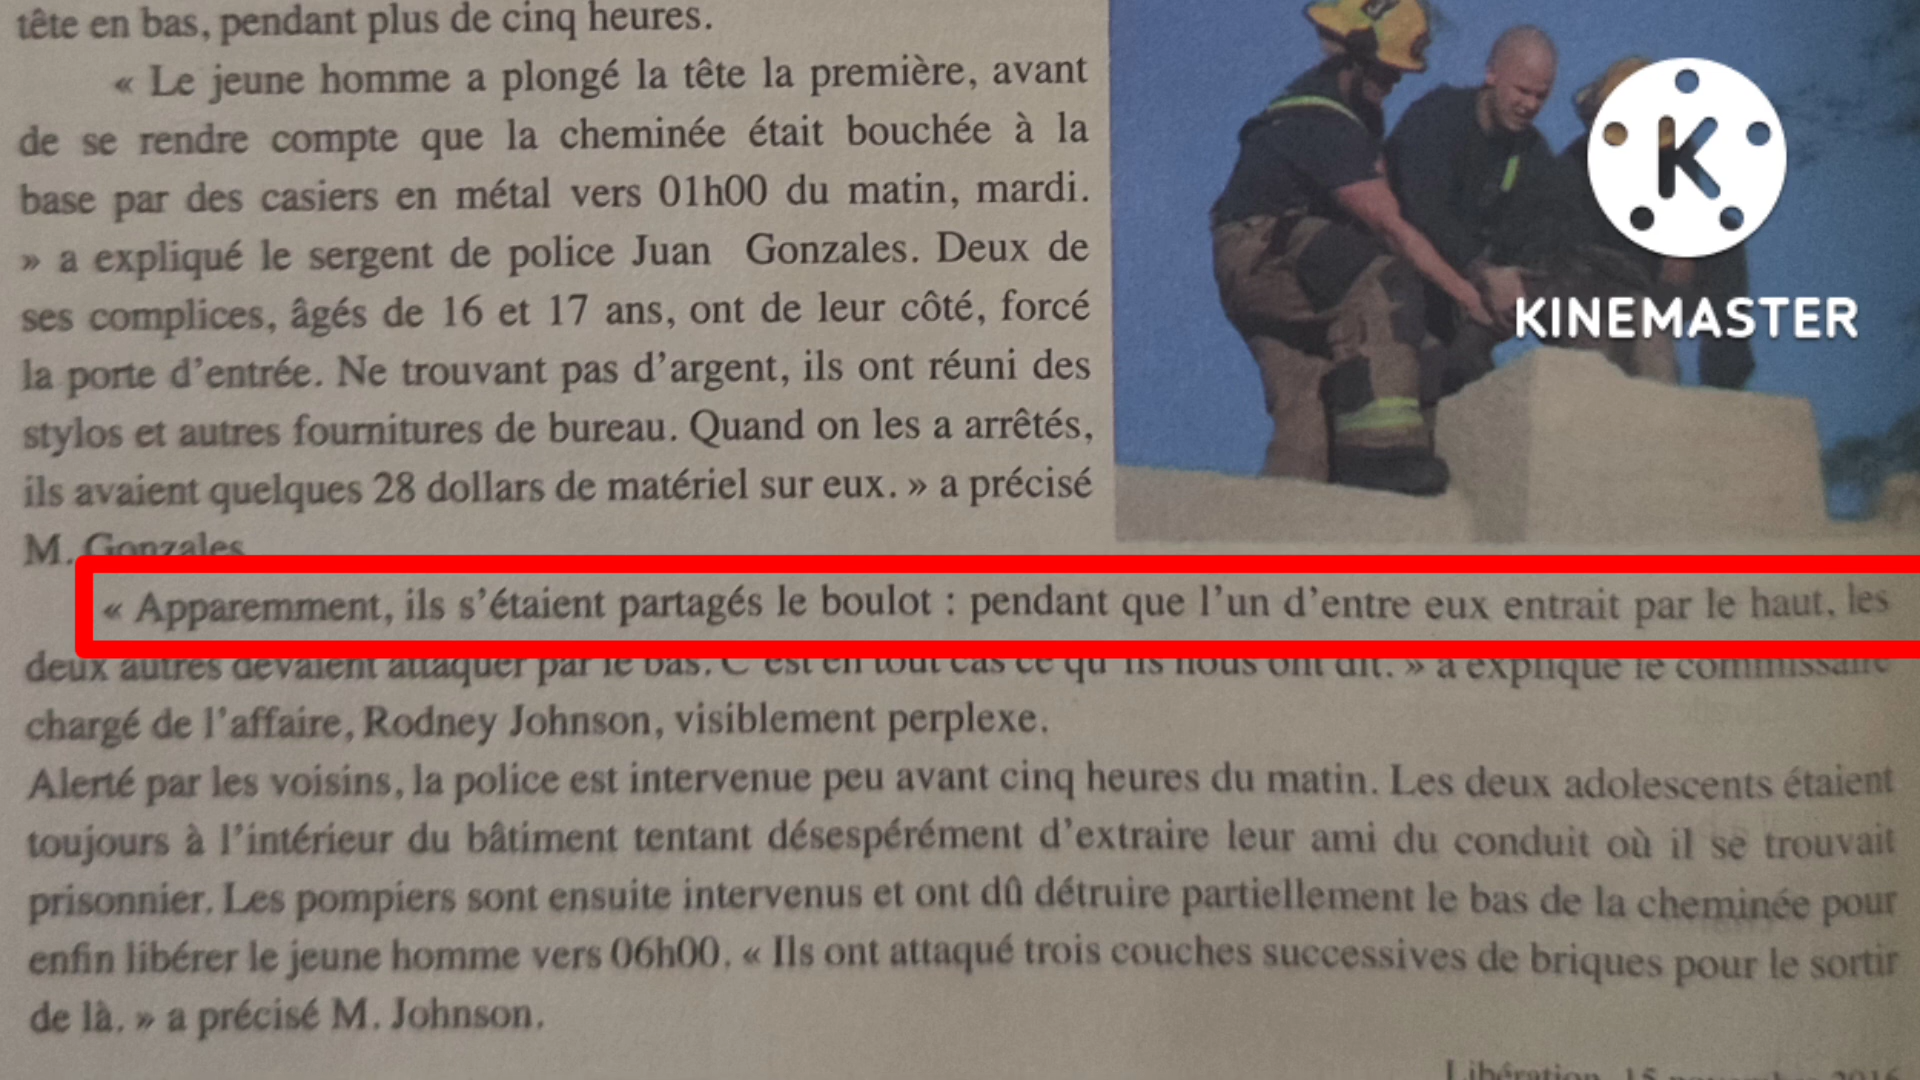 tête en bas, pendant plus de cinq heures.
« Le jeune homme a plongé la tête la première, avant
de se rendre compte que la cheminée était bouchée à la
base par des casiers en métal vers 01h00 du matin, mardi.
» a expliqué le sergent de police Juan Gonzales. Deux de
ses complices, âgés de 16 et 17 ans, ont de leur côté, forcé
la porte d'entrée. Ne trouvant pas d'argent, ils ont réuni des
stylos et autres fournitures de bureau. Quand on les a arrêtés,
ils avaient quelques 28 dollars de matériel sur eux. » a précisé
M. Gonzales
« Apparemment, ils s'étaient partagés le boulot : pendant que l'un d'entre eux entrait par le haut, les
deux autres devaient attaquer par le bas. C'est en tout cas ce qu'ils nous ont dit. » a expliqué le commissaire
chargé de l'affaire, Rodney Johnson, visiblement perplexe.
Alerté par les voisins, la police est intervenue peu avant cinq heures du matin. Les deux adolescents étaient
toujours à l'intérieur du bâtiment tentant désespérément d'extraire leur ami du conduit où il se trouvait
prisonnier. Les pompiers sont ensuite intervenus et ont dû détruire partiellement le bas de la cheminée pour
enfin libérer le jeune homme vers 06h00. « Ils ont attaqué trois couches successives de briques pour le sortir
de là. » a précisé M. Johnson.
Libération, 15
K
KINEMASTER